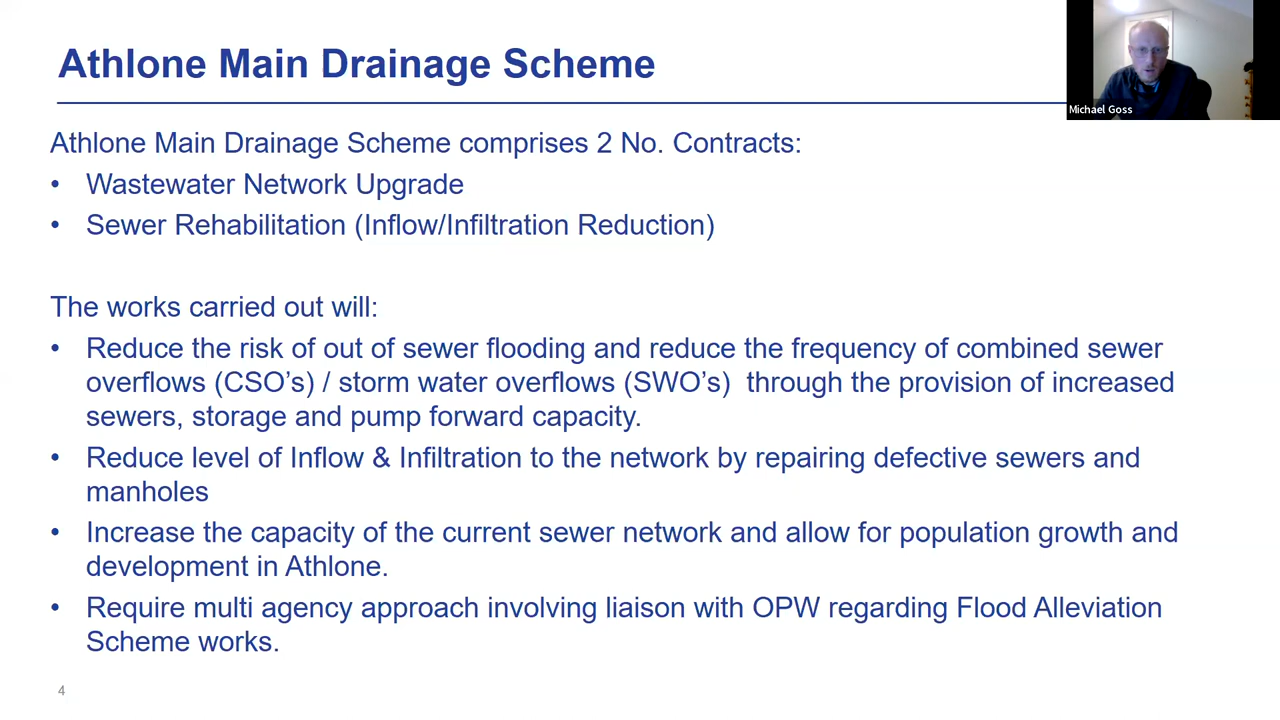 Athlone Main Drainage Scheme
Michael Goss
Athlone Main Drainage Scheme comprises 2 No. Contracts:
• Wastewater Network Upgrade
• Sewer Rehabilitation (Inflow/Infiltration Reduction)
The works carried out will:
• Reduce the risk of out of sewer flooding and reduce the frequency of combined sewer
overflows (CSO’s) / storm water overflows (SWO’s)  through the provision of increased
sewers, storage and pump forward capacity.
• Reduce level of Inflow & Infiltration to the network by repairing defective sewers and
manholes
• Increase the capacity of the current sewer network and allow for population growth and
development in Athlone.
• Require multi agency approach involving liaison with OPW regarding Flood Alleviation
Scheme works.
4